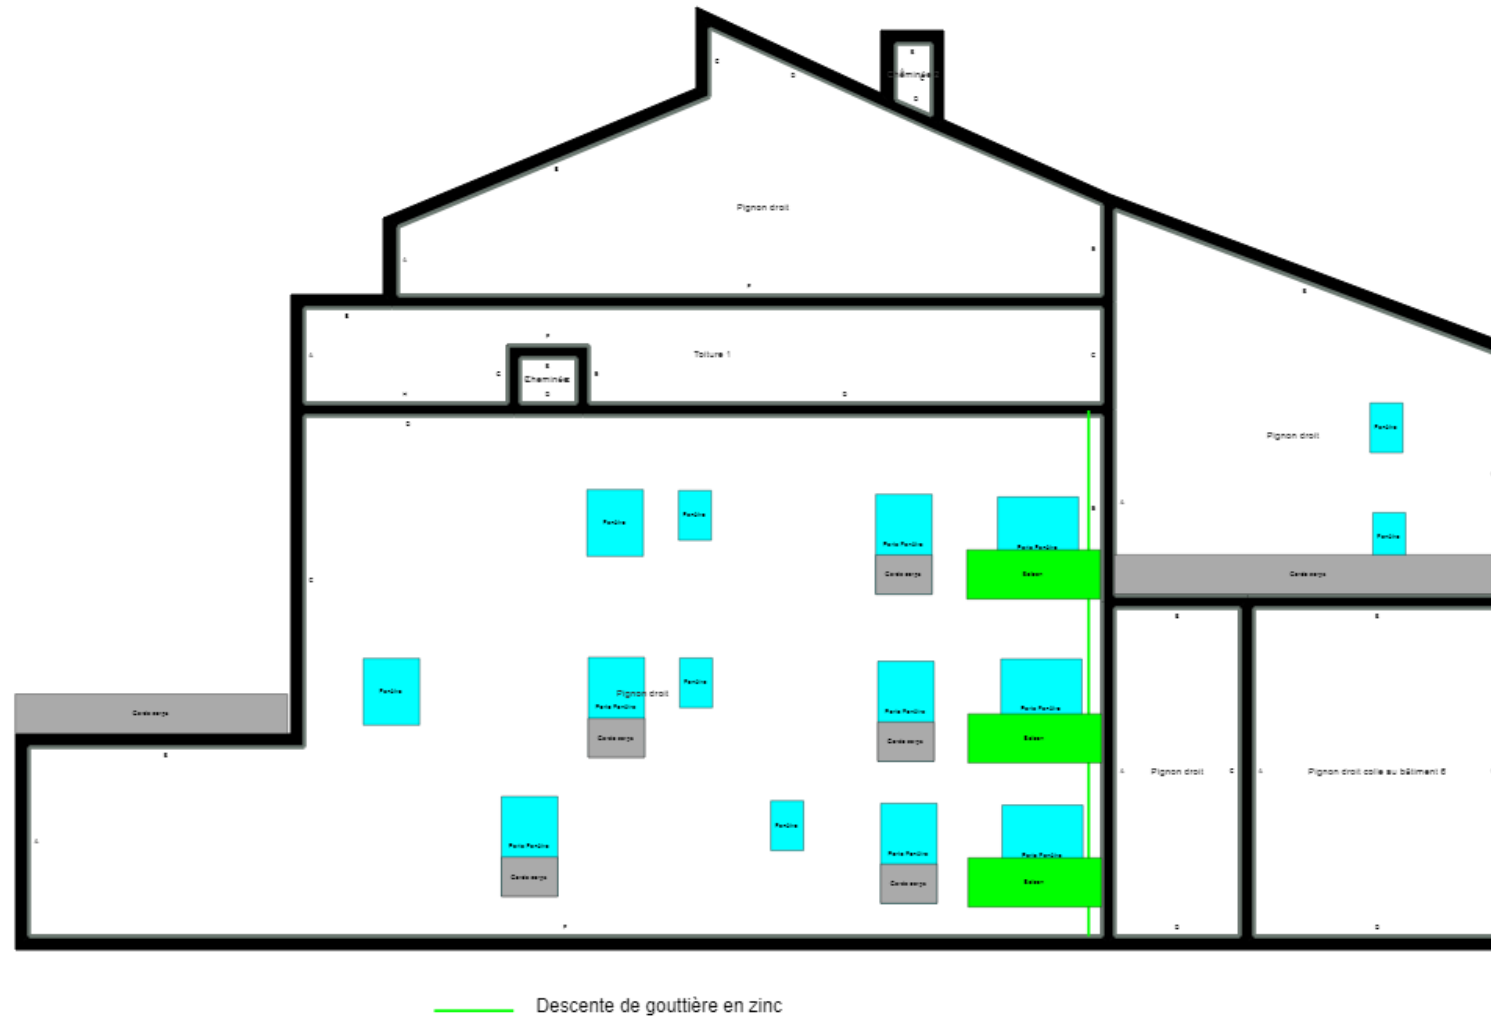 Cheminée
Pignon droit
Toiture 1
Cheminée
Pignon droit
Fenêtre
Fenêtre
Fenêtre
Porte Fenêtre
Porte Fenêtre
Garde corps
Balcon
Garde corps
Fenêtre
Fenêtre
Fenêtre
Pignon droit
Porte Fenêtre
Porte Fenêtre
Porte Fenêtre
Garde corps
Garde corps
Garde corps
Balcon
Pignon droit
Pignon droit collé au bâtiment 6
Fenêtre
Porte Fenêtre
Porte Fenêtre
Porte Fenêtre
Garde corps
Garde corps
Balcon
Descente de gouttière en zinc